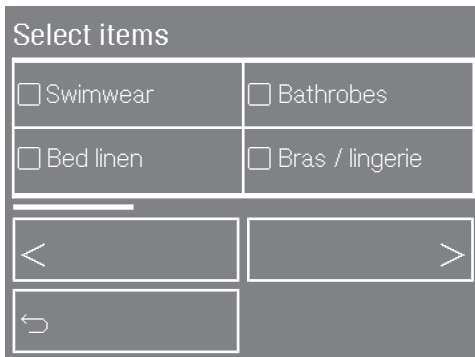 Select items
Swimwear
Bathrobes
Bed linen
Bras / lingerie
<
>